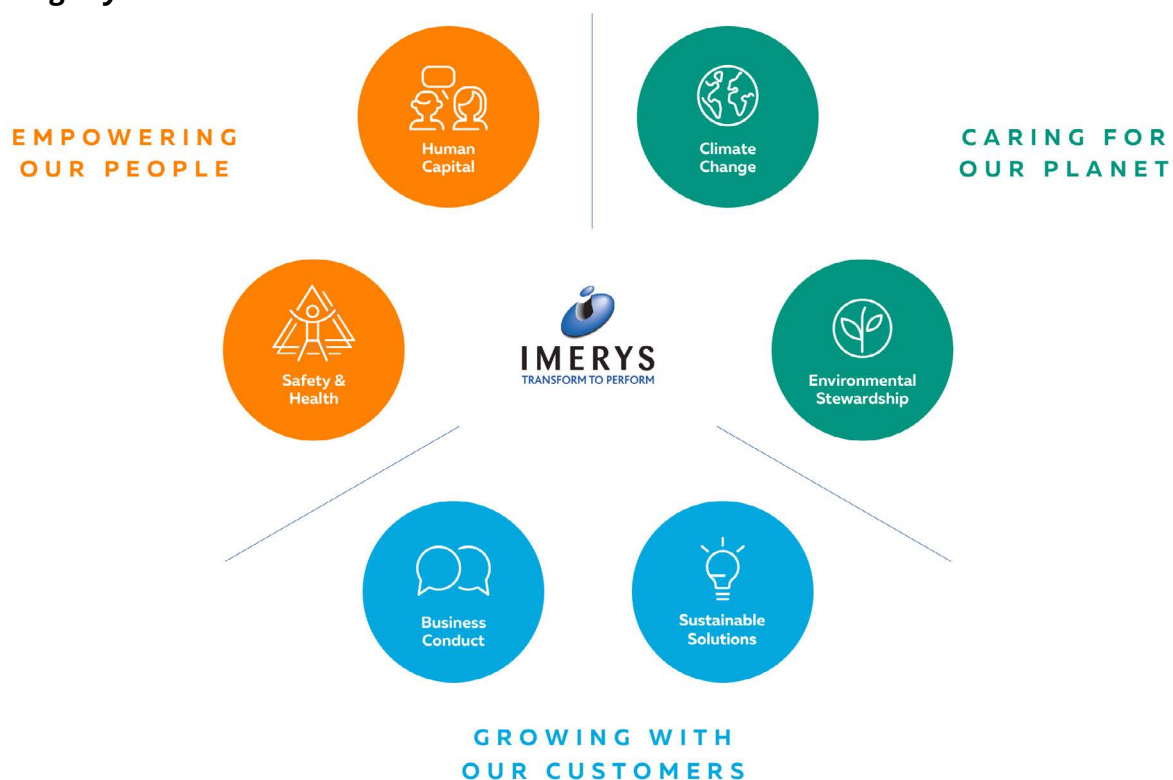 EMPOWERING
OUR PEOPLE
Human
Capital
Climate
Change
CARING FOR
OUR PLANET
Safety &
Health
IMERYS
TRANSFORM TO PERFORM
Environmental
Stewardship
Business
Conduct
Sustainable
Solutions
GROWING WITH
OUR CUSTOMERS